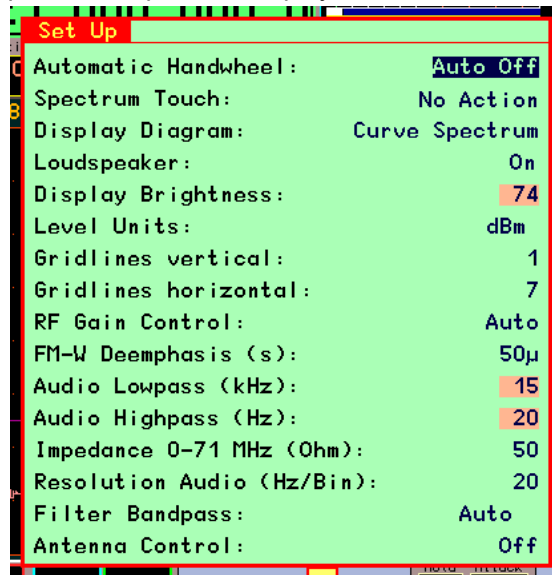 Set Up
Automatic Handwheel: Auto Off
Spectrum Touch: No Action
Display Diagram: Curve Spectrum
Loudspeaker: On
Display Brightness: 74
Level Units: dBm
Gridlines vertical: 1
Gridlines horizontal: 7
RF Gain Control: Auto
FM-W Deemphasis (s): 50µ
Audio Lowpass (kHz): 15
Audio Highpass (Hz): 20
Impedance 0-71 MHz (Ohm): 50
Resolution Audio (Hz/Bin): 20
Filter Bandpass: Auto
Antenna Control: Off